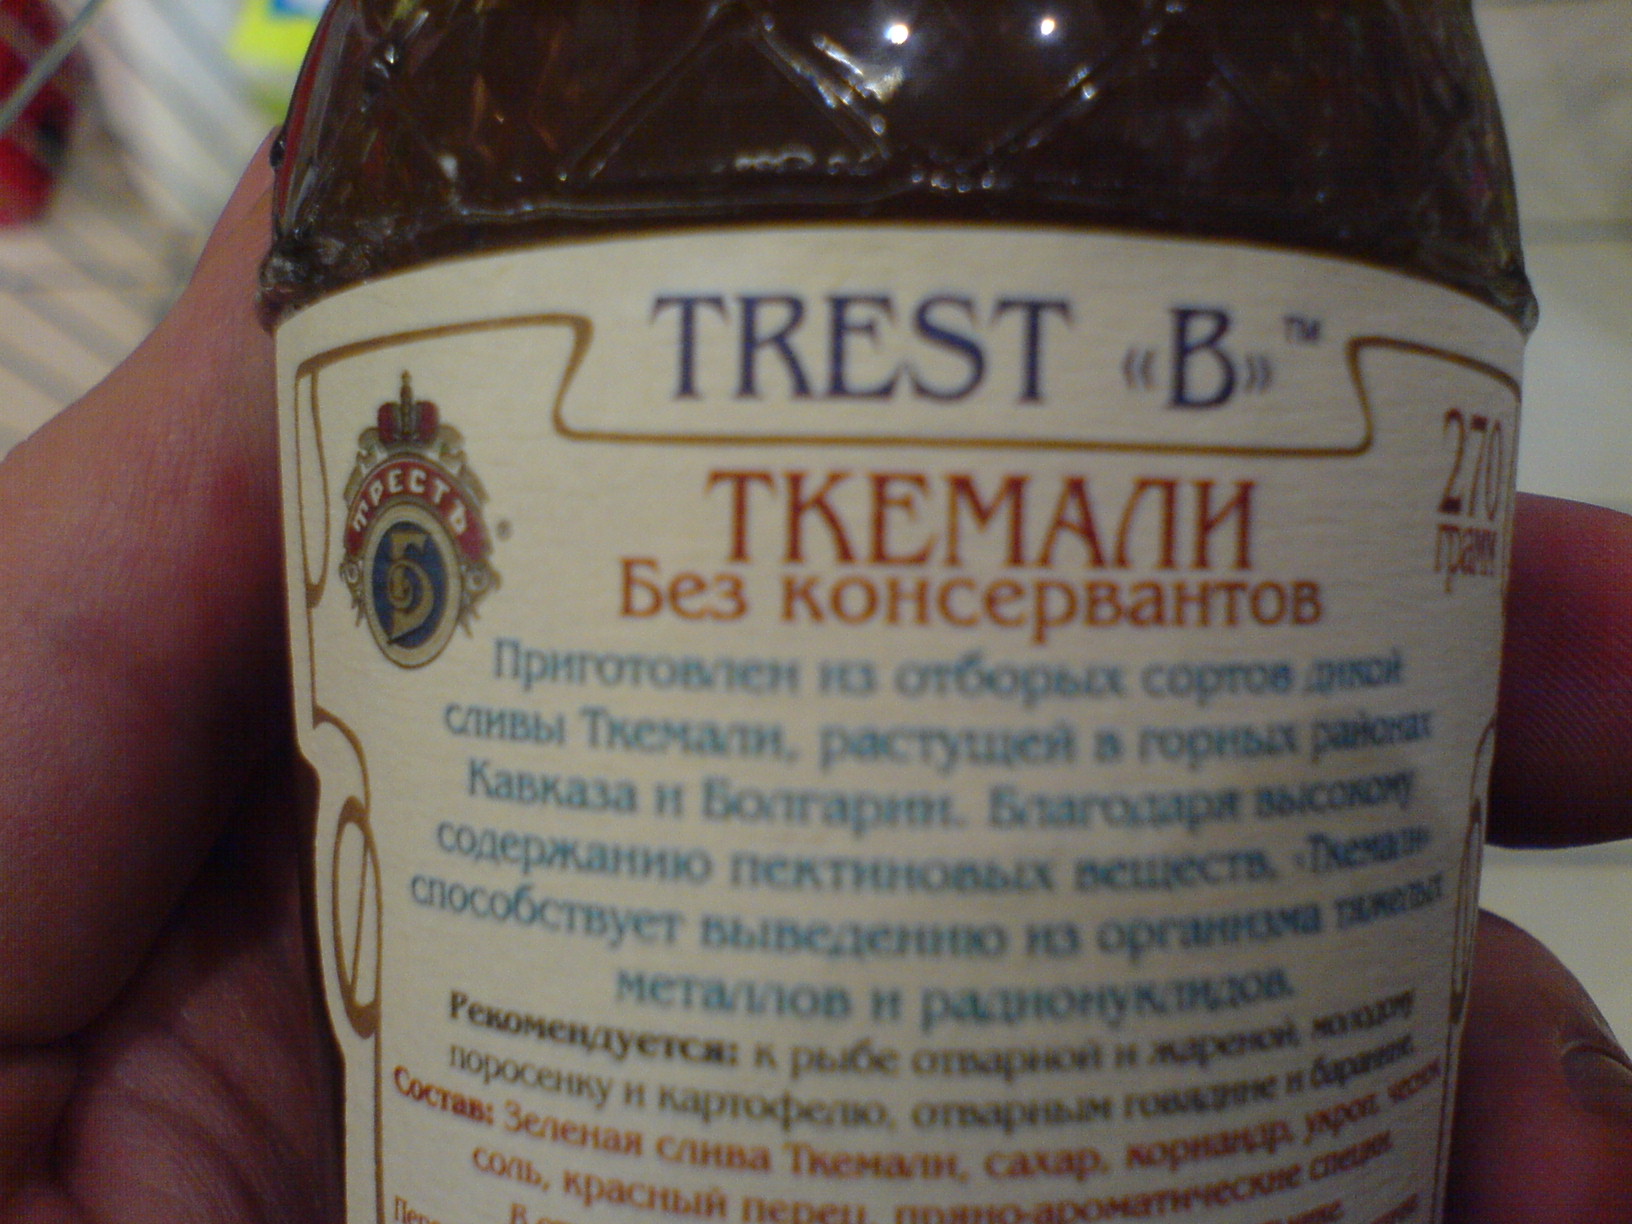 TREST «B»™
ТРЕСТЪ
Б
®
270
грамм
ТКЕМАЛИ
Без консервантов
Приготовлен из отборых сортов дикой
сливы Ткемали, растущей в горных районах
Кавказа и Болгарии. Благодаря высокому
содержанию пектиновых веществ, «Ткемали»
способствует выведению из организма тяжелых
металлов и радионуклидов.
Рекомендуется: к рыбе отварной и жареной, молодому
поросенку и картофелю, отварным говядине и баранине.
Состав: Зеленая слива Ткемали, сахар, кориандр, укроп, чеснок
соль, красный перец, пряно-ароматические специи.